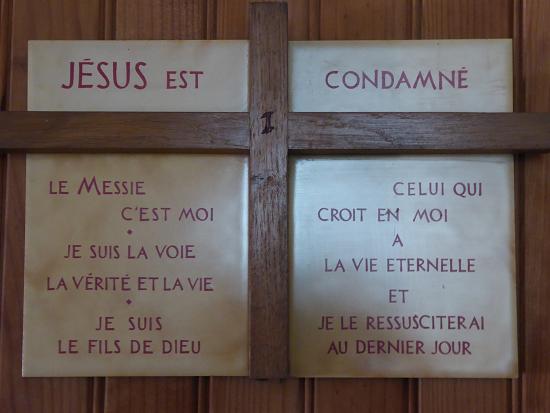 JÉSUS EST CONDAMNÉ
I
LE MESSIE
C'EST MOI
JE SUIS LA VOIE
LA VÉRITÉ ET LA VIE
JE SUIS
LE FILS DE DIEU
CELUI QUI
CROIT EN MOI
A
LA VIE ETERNELLE
ET
JE LE RESSUSCITERAI
AU DERNIER JOUR